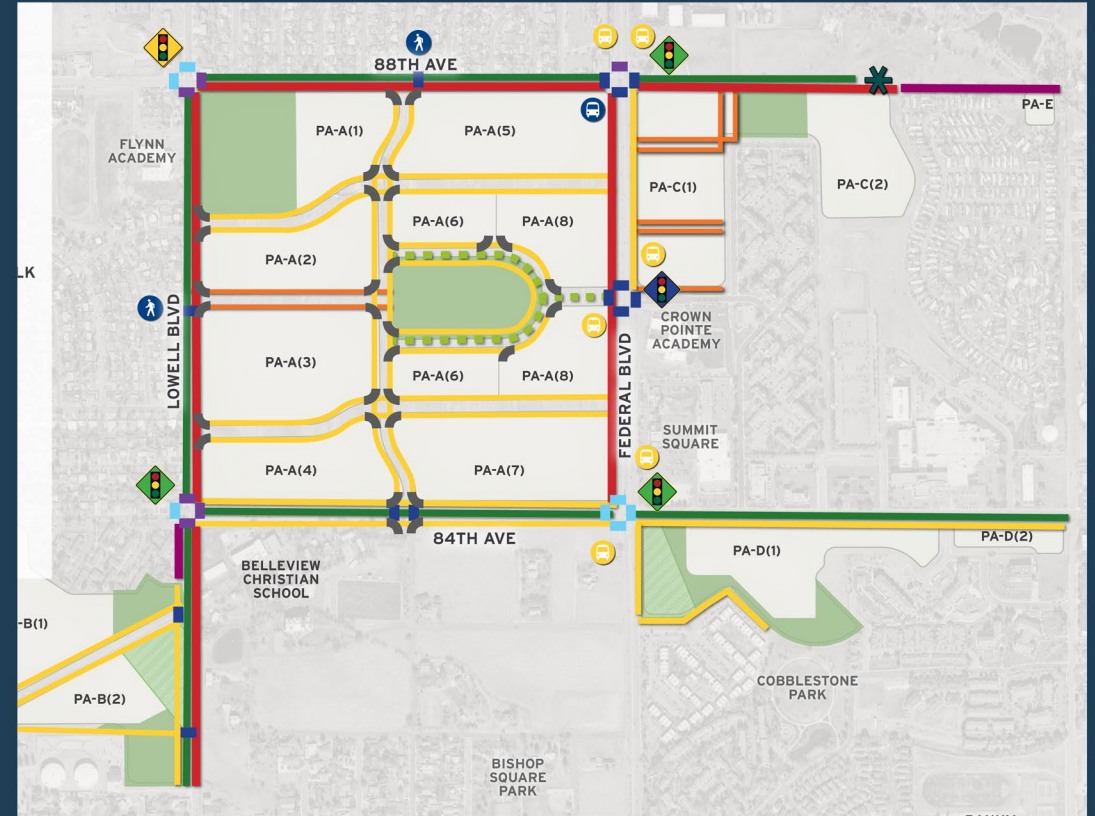 88TH AVE
PA-E
FLYNN
ACADEMY
PA-A(1)
PA-A(5)
PA-C(1)
PA-C(2)
PA-A(6)
PA-A(8)
PA-A(2)
LK
LOWELL BLVD
CROWN
POINTE
ACADEMY
PA-A(3)
PA-A(6)
PA-A(8)
FEDERAL BLVD
SUMMIT
SQUARE
PA-A(4)
PA-A(7)
84TH AVE
PA-D(1)
PA-D(2)
BELLEVIEW
CHRISTIAN
SCHOOL
-B(1)
PA-B(2)
COBBLESTONE
PARK
BISHOP
SQUARE
PARK